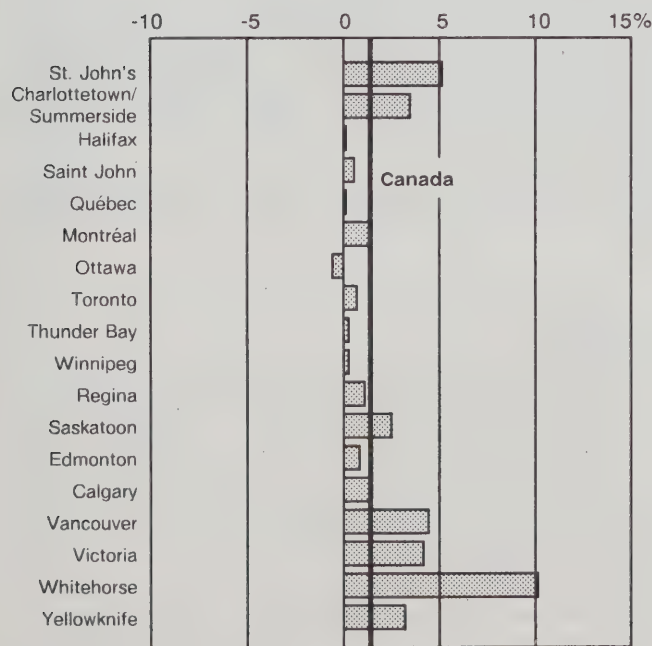 -10 -5 0 5 10 15%
St. John's
Charlottetown/
Summerside
Halifax
Saint John
Canada
Québec
Montréal
Ottawa
Toronto
Thunder Bay
Winnipeg
Regina
Saskatoon
Edmonton
Calgary
Vancouver
Victoria
Whitehorse
Yellowknife